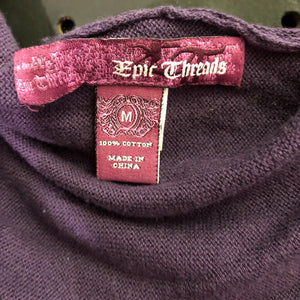 Epic Threads
M
100% COTTON
MADE IN
CHINA